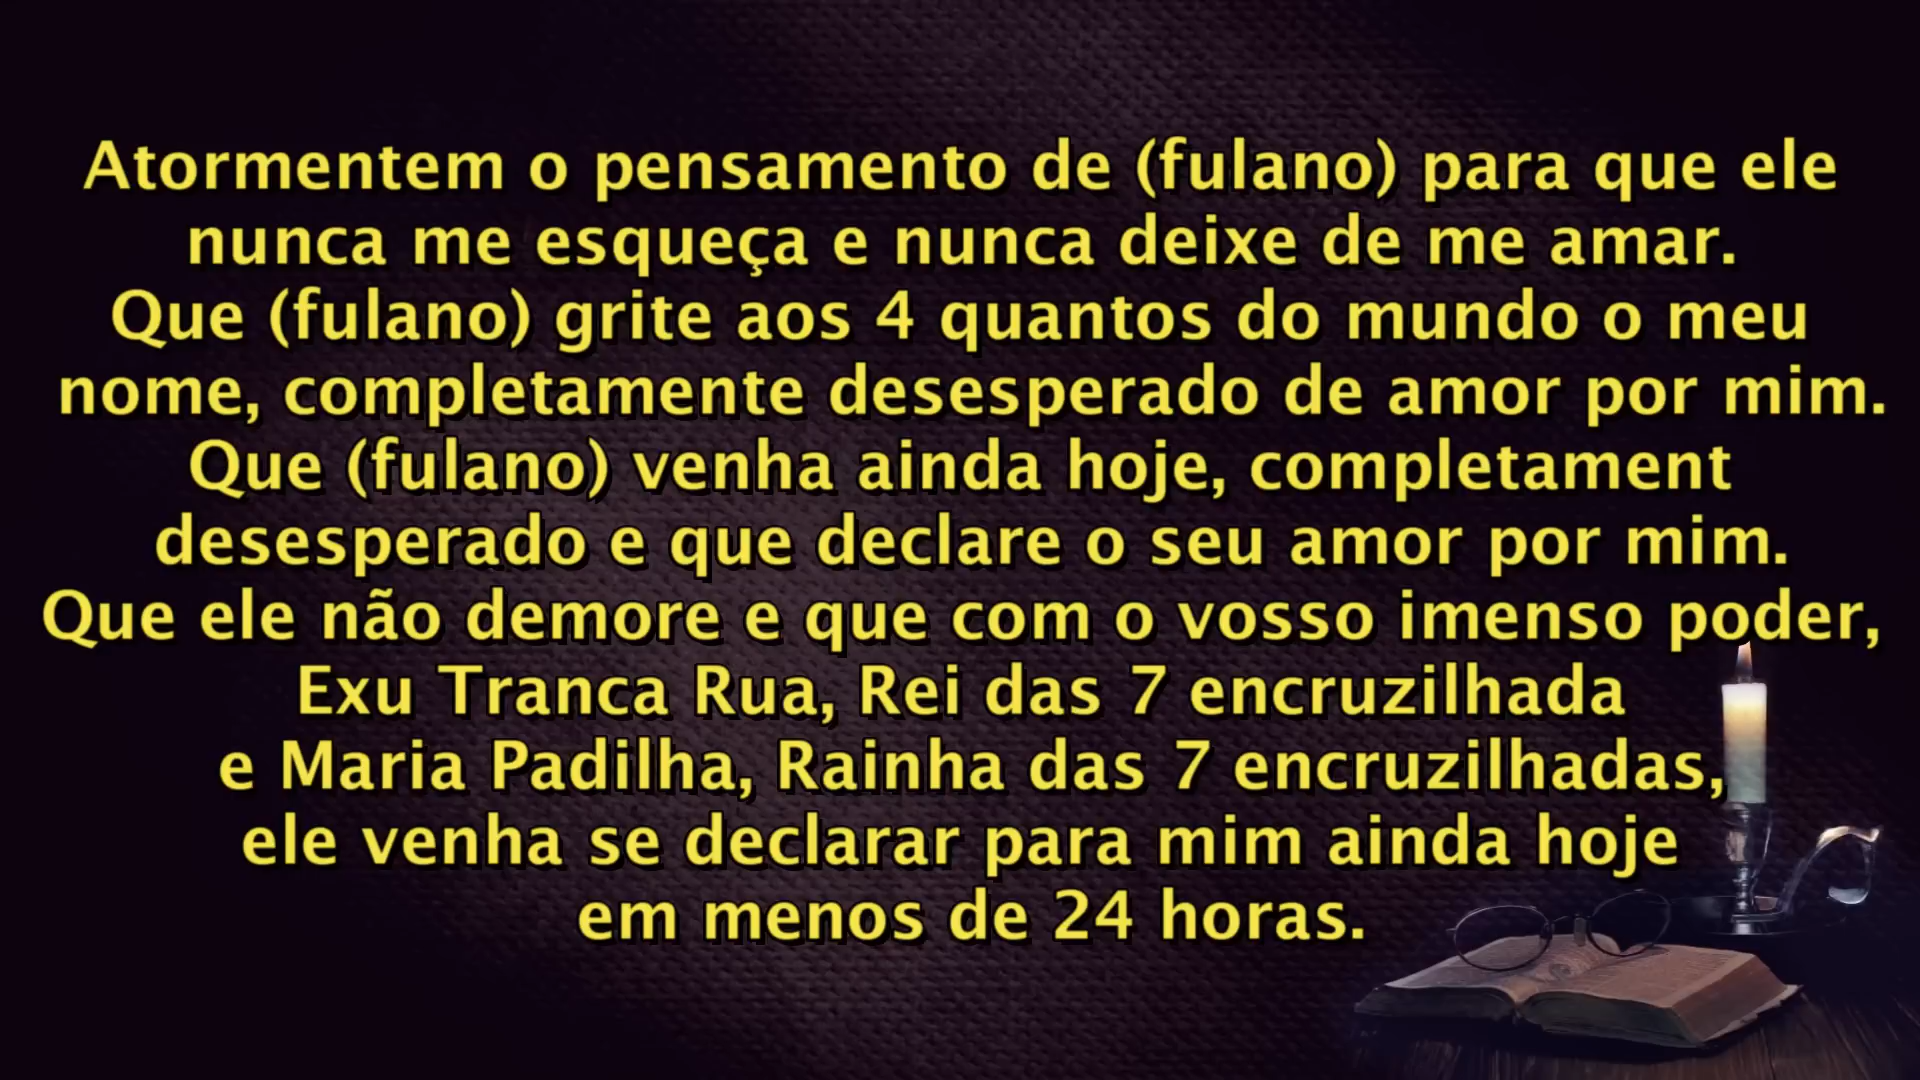 Atormentem o pensamento de (fulano) para que ele
nunca me esqueça e nunca deixe de me amar.
Que (fulano) grite aos 4 quantos do mundo o meu
nome, completamente desesperado de amor por mim.
Que (fulano) venha ainda hoje, completament
desesperado e que declare o seu amor por mim.
Que ele não demore e que com o vosso imenso poder,
Exu Tranca Rua, Rei das 7 encruzilhada
e Maria Padilha, Rainha das 7 encruzilhadas,
ele venha se declarar para mim ainda hoje
em menos de 24 horas.